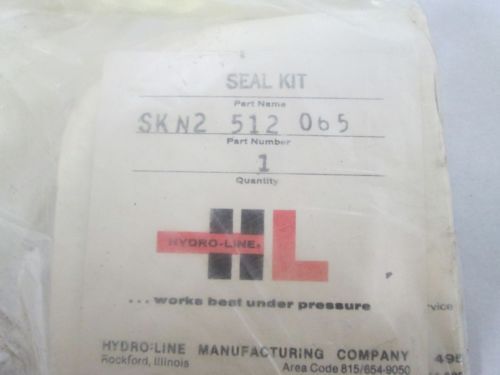 SEAL KIT
Part Name
SKN2 512 065
Part Number
1
Quantity
HL
HYDRO-LINE
... works best under pressure
HYDRO-LINE MANUFACTURING COMPANY
Rockford, Illinois Area Code 815/654-9050